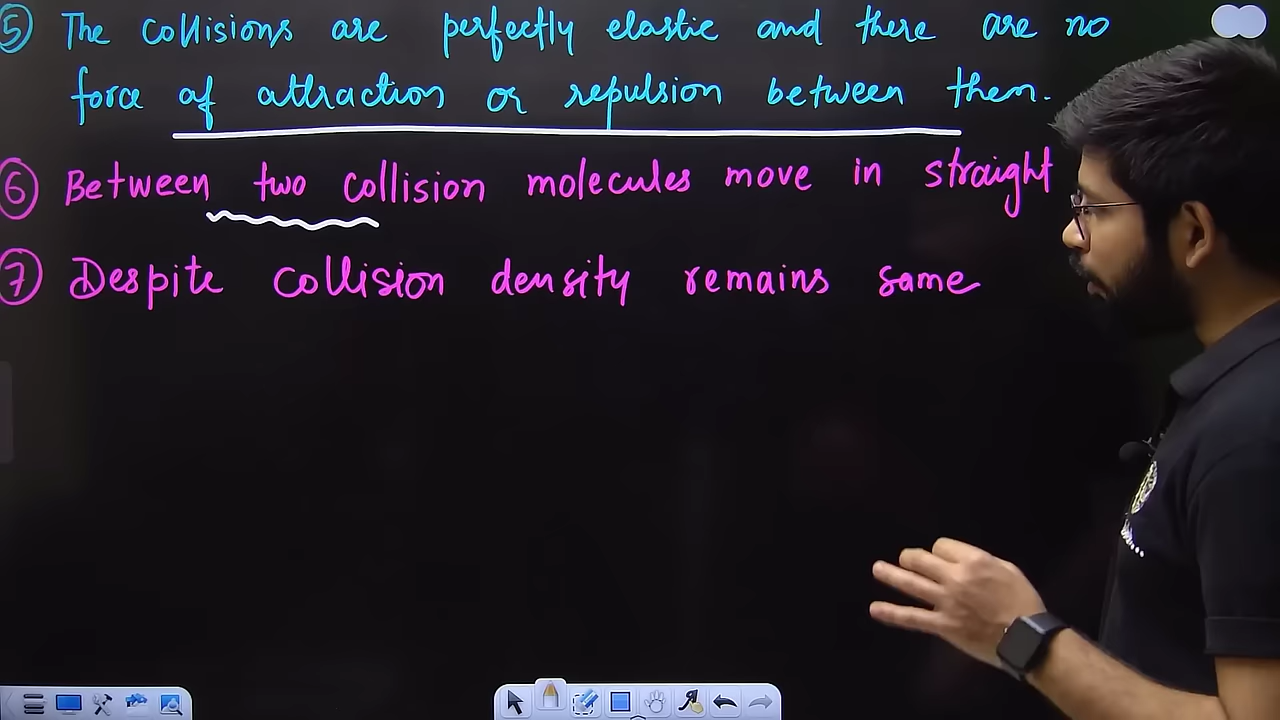 ⑤ The collisions are perfectly elastic and there are no
force of attraction or repulsion between them.
⑥ Between two collision molecules move in straight
⑦ Despite collision density remains same